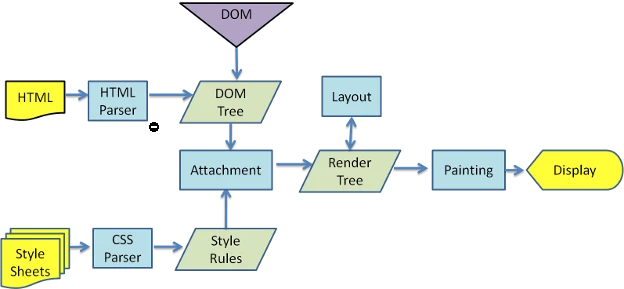 DOM
HTML
HTML
Parser
DOM
Tree
Layout
Attachment
Render
Tree
Painting
Display
Style
Sheets
CSS
Parser
Style
Rules